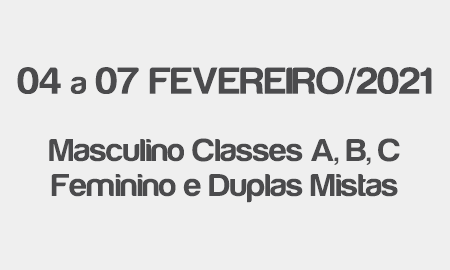 04 a 07 FEVEREIRO/2021
Masculino Classes A, B, C
Feminino e Duplas Mistas